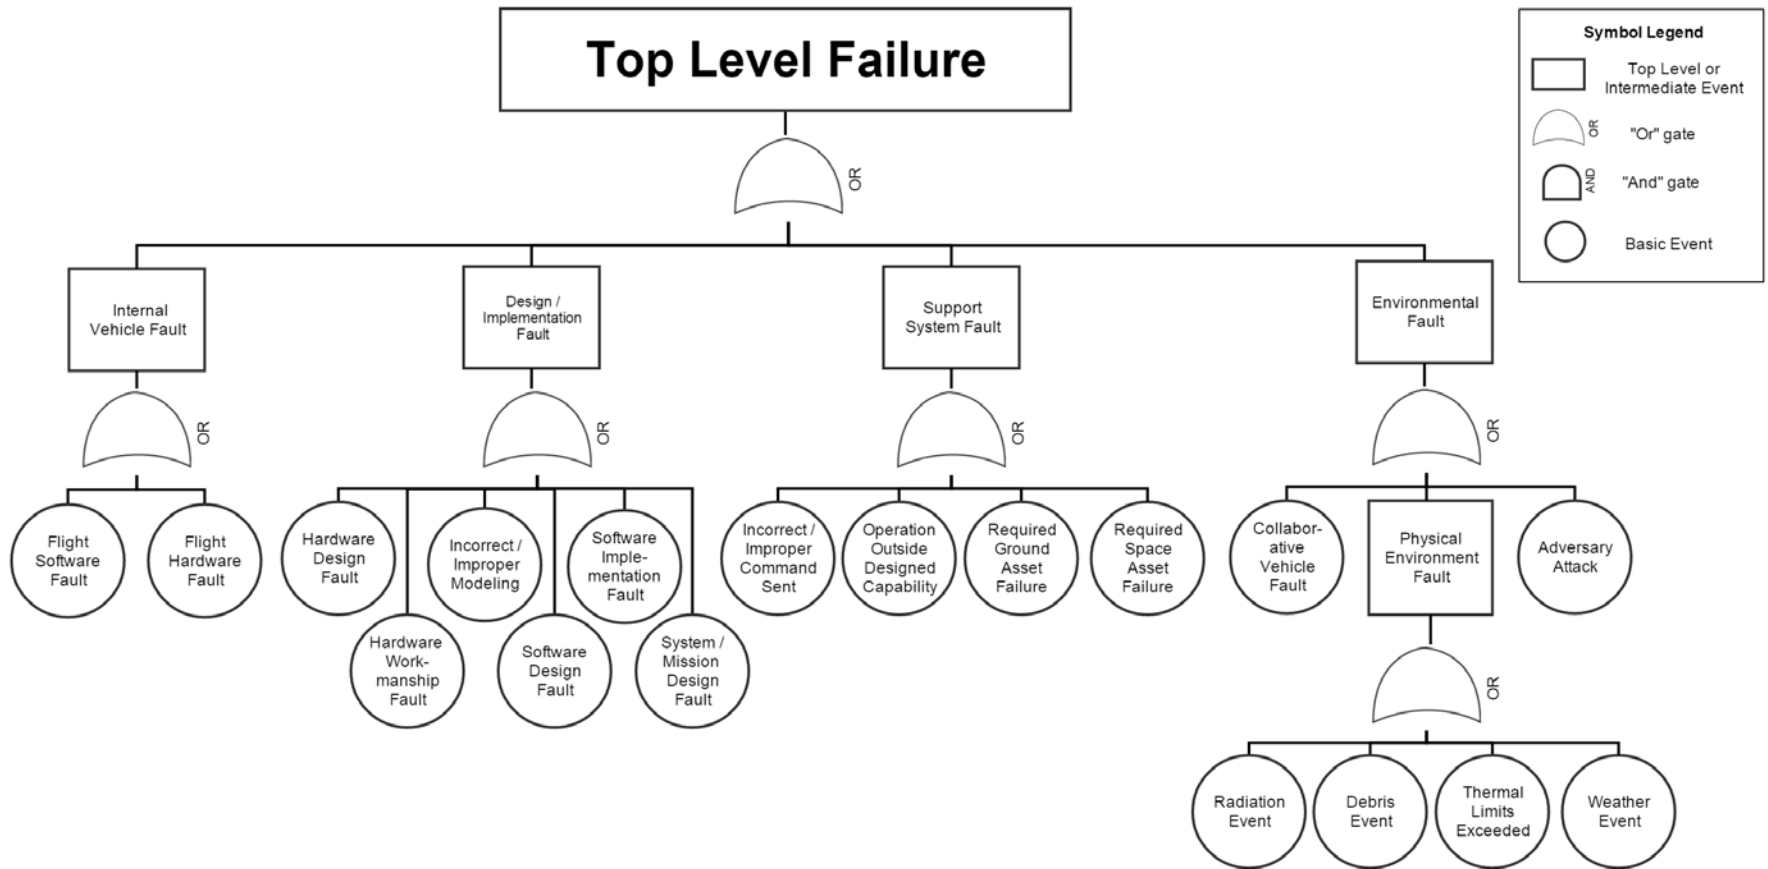 Top Level Failure
Symbol Legend
Top Level or
Intermediate Event
OR
"Or" gate
AND
"And" gate
Basic Event
OR
Internal
Vehicle Fault
Design /
Implementation
Fault
Support
System Fault
Environmental
Fault
OR
OR
OR
OR
Flight
Software
Fault
Flight
Hardware
Fault
Hardware
Design
Fault
Hardware
Work-
manship
Fault
Incorrect /
Improper
Modeling
Software
Design
Fault
Software
Imple-
mentation
Fault
System /
Mission
Design
Fault
Incorrect /
Improper
Command
Sent
Operation
Outside
Designed
Capability
Required
Ground
Asset
Failure
Required
Space
Asset
Failure
Collabor-
ative
Vehicle
Fault
Physical
Environment
Fault
Adversary
Attack
OR
Radiation
Event
Debris
Event
Thermal
Limits
Exceeded
Weather
Event